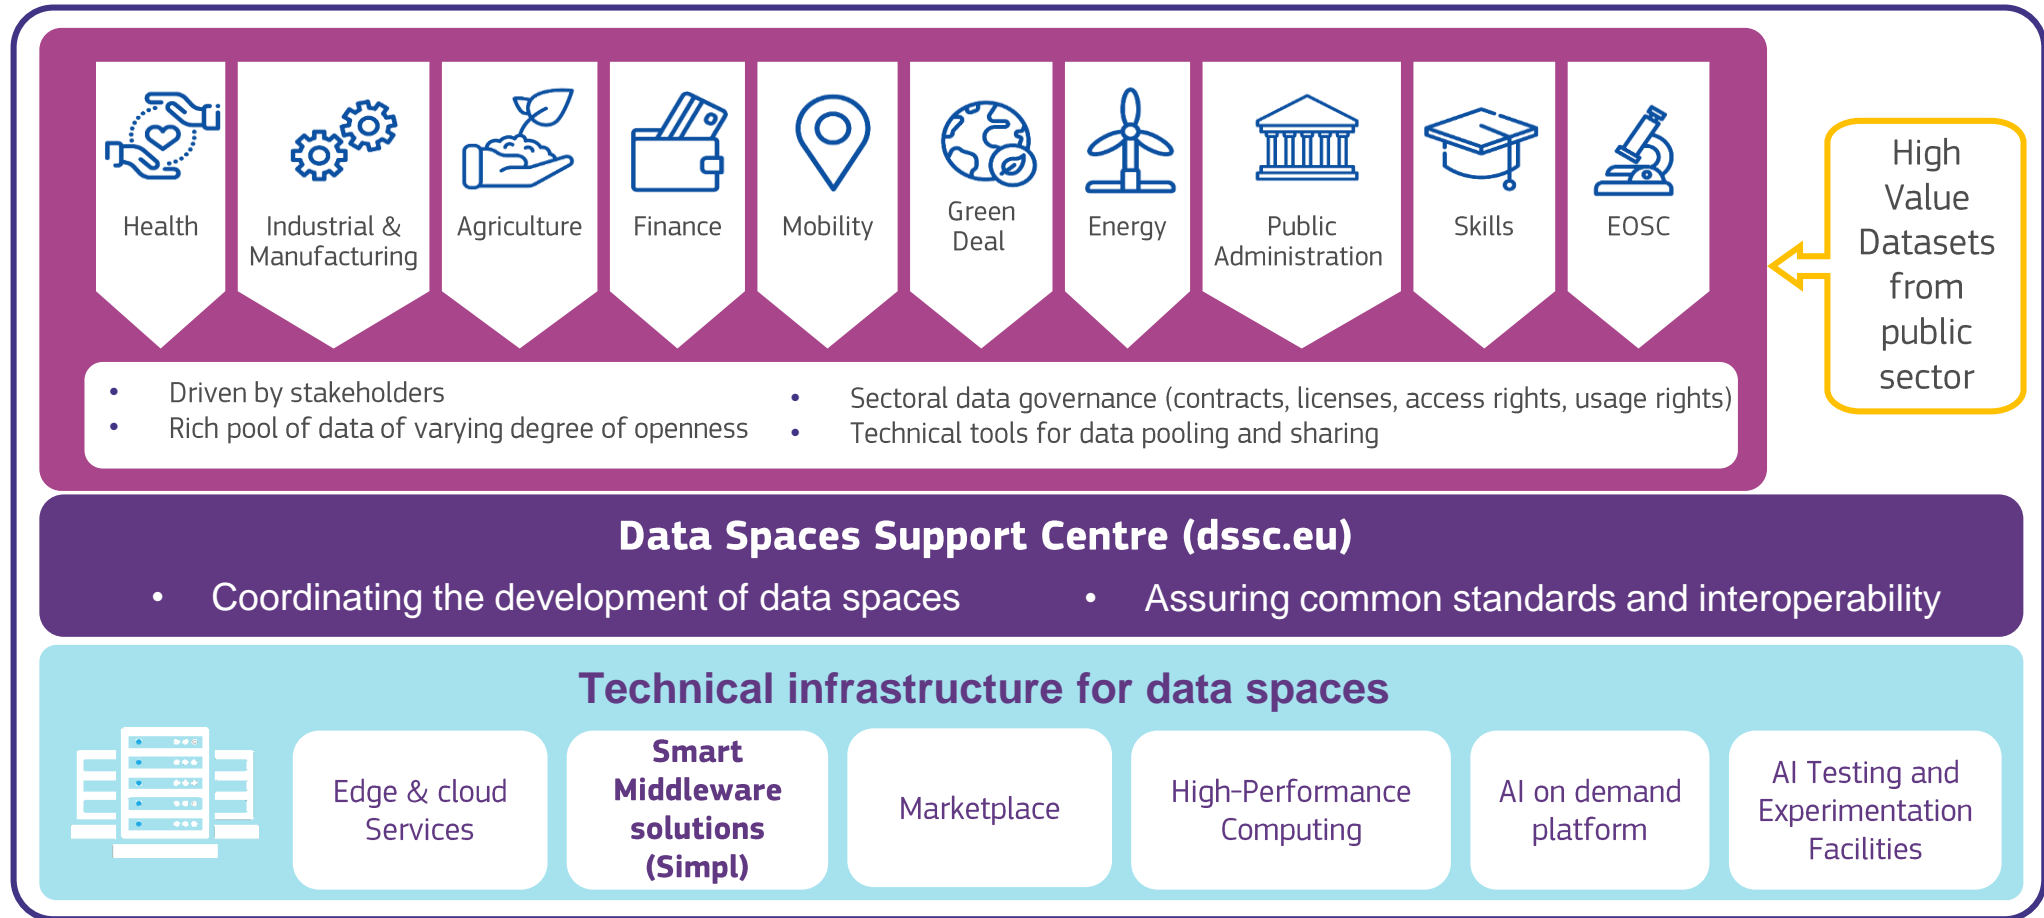 Health
Industrial &
Manufacturing
Agriculture
Finance
Mobility
Green
Deal
Energy
Public
Administration
Skills
EOSC
High
Value
Datasets
from
public
sector
• Driven by stakeholders
• Rich pool of data of varying degree of openness
• Sectoral data governance (contracts, licenses, access rights, usage rights)
• Technical tools for data pooling and sharing
Data Spaces Support Centre (dssc.eu)
• Coordinating the development of data spaces
• Assuring common standards and interoperability
Technical infrastructure for data spaces
Edge & cloud
Services
Smart
Middleware
solutions
(Simpl)
Marketplace
High-Performance
Computing
AI on demand
platform
AI Testing and
Experimentation
Facilities